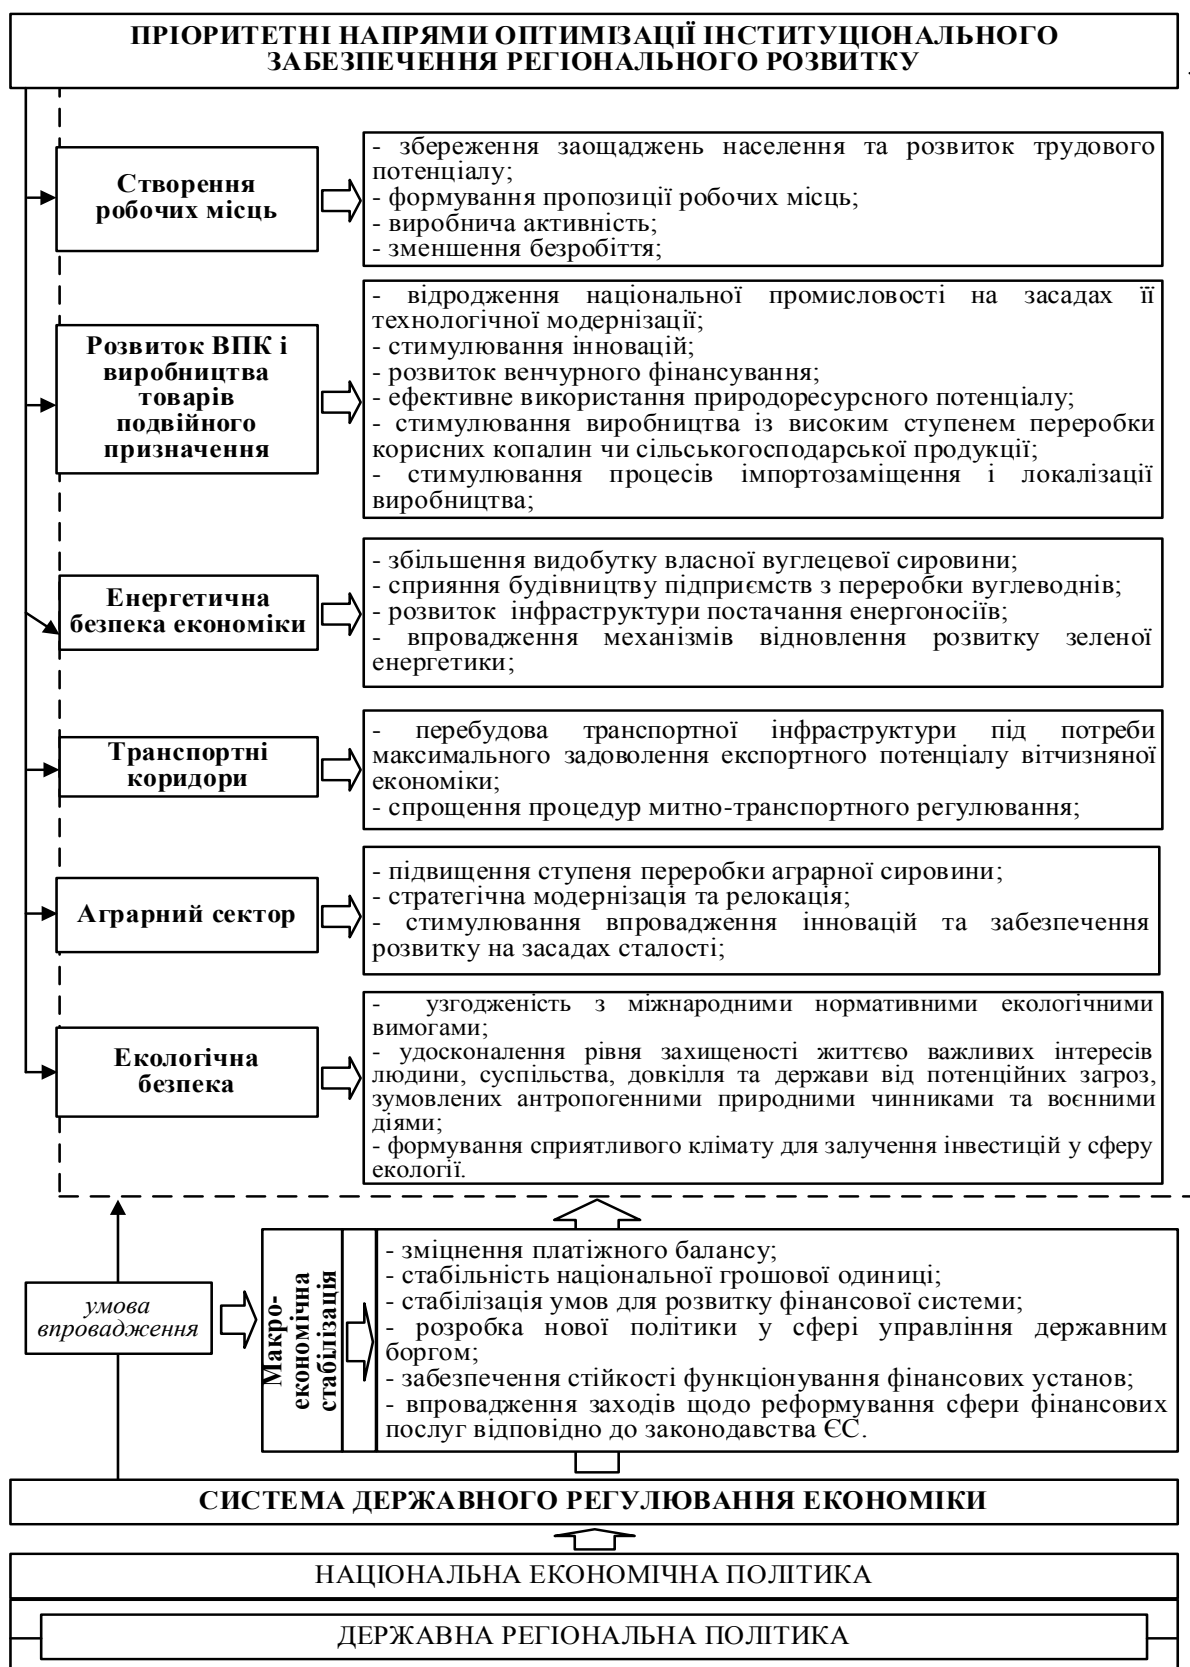 ПРІОРИТЕТНІ НАПРЯМИ ОПТИМІЗАЦІЇ ІНСТИТУЦІОНАЛЬНОГО
ЗАБЕЗПЕЧЕННЯ РЕГІОНАЛЬНОГО РОЗВИТКУ
Створення
робочих місць
- збереження заощаджень населення та розвиток трудового
потенціалу;
- формування пропозиції робочих місць;
- виробнича активність;
- зменшення безробіття;
Розвиток ВПК і
виробництва
товарів
подвійного
призначення
- відродження національної промисловості на засадах її
технологічної модернізації;
- стимулювання інновацій;
- розвиток венчурного фінансування;
- ефективне використання природоресурсного потенціалу;
- стимулювання виробництва із високим ступенем переробки
корисних копалин чи сільськогосподарської продукції;
- стимулювання процесів імпортозаміщення і локалізації
виробництва;
Енергетична
безпека економіки
- збільшення видобутку власної вуглецевої сировини;
- сприяння будівництву підприємств з переробки вуглеводнів;
- розвиток інфраструктури постачання енергоносіїв;
- впровадження механізмів відновлення розвитку зеленої
енергетики;
Транспортні
коридори
- перебудова транспортної інфраструктури під потреби
максимального задоволення експортного потенціалу вітчизняної
економіки;
- спрощення процедур митно-транспортного регулювання;
Аграрний сектор
- підвищення ступеня переробки аграрної сировини;
- стратегічна модернізація та релокація;
- стимулювання впровадження інновацій та забезпечення
розвитку на засадах сталості;
Екологічна
безпека
- узгодженість з міжнародними нормативними екологічними
вимогами;
- удосконалення рівня захищеності життєво важливих інтересів
людини, суспільства, довкілля та держави від потенційних загроз,
зумовлених антропогенними природними чинниками та воєнними
діями;
- формування сприятливого клімату для залучення інвестицій у сферу
екології.
умова
впровадження
Макро-
економічна
стабілізація
- зміцнення платіжного балансу;
- стабільність національної грошової одиниці;
- стабілізація умов для розвитку фінансової системи;
- розробка нової політики у сфері управління державним
боргом;
- забезпечення стійкості функціонування фінансових установ;
- впровадження заходів щодо реформування сфери фінансових
послуг відповідно до законодавства ЄС.
СИСТЕМА ДЕРЖАВНОГО РЕГУЛЮВАННЯ ЕКОНОМІКИ
НАЦІОНАЛЬНА ЕКОНОМІЧНА ПОЛІТИКА
ДЕРЖАВНА РЕГІОНАЛЬНА ПОЛІТИКА